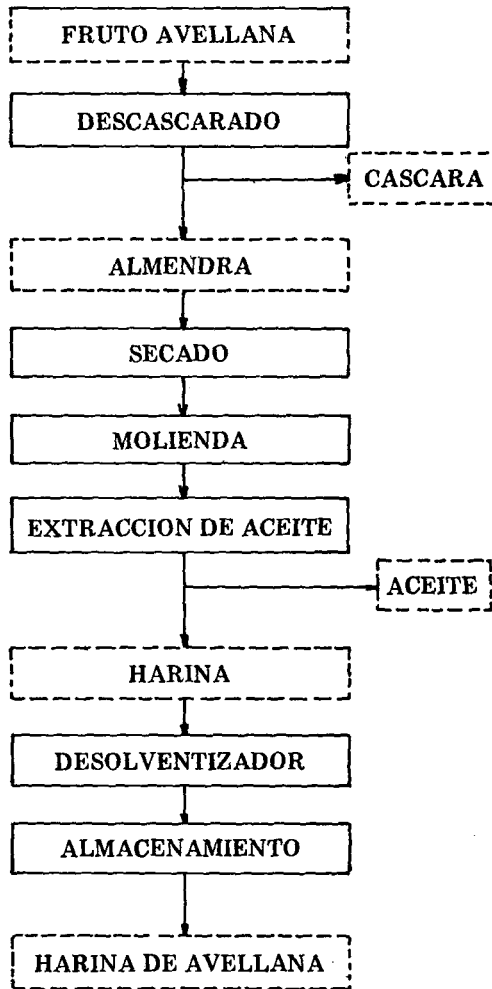 FRUTO AVELLANA
DESCASCARADO
CASCARA
ALMENDRA
SECADO
MOLIENDA
EXTRACCION DE ACEITE
ACEITE
HARINA
DESOLVENTIZADOR
ALMACENAMIENTO
HARINA DE AVELLANA